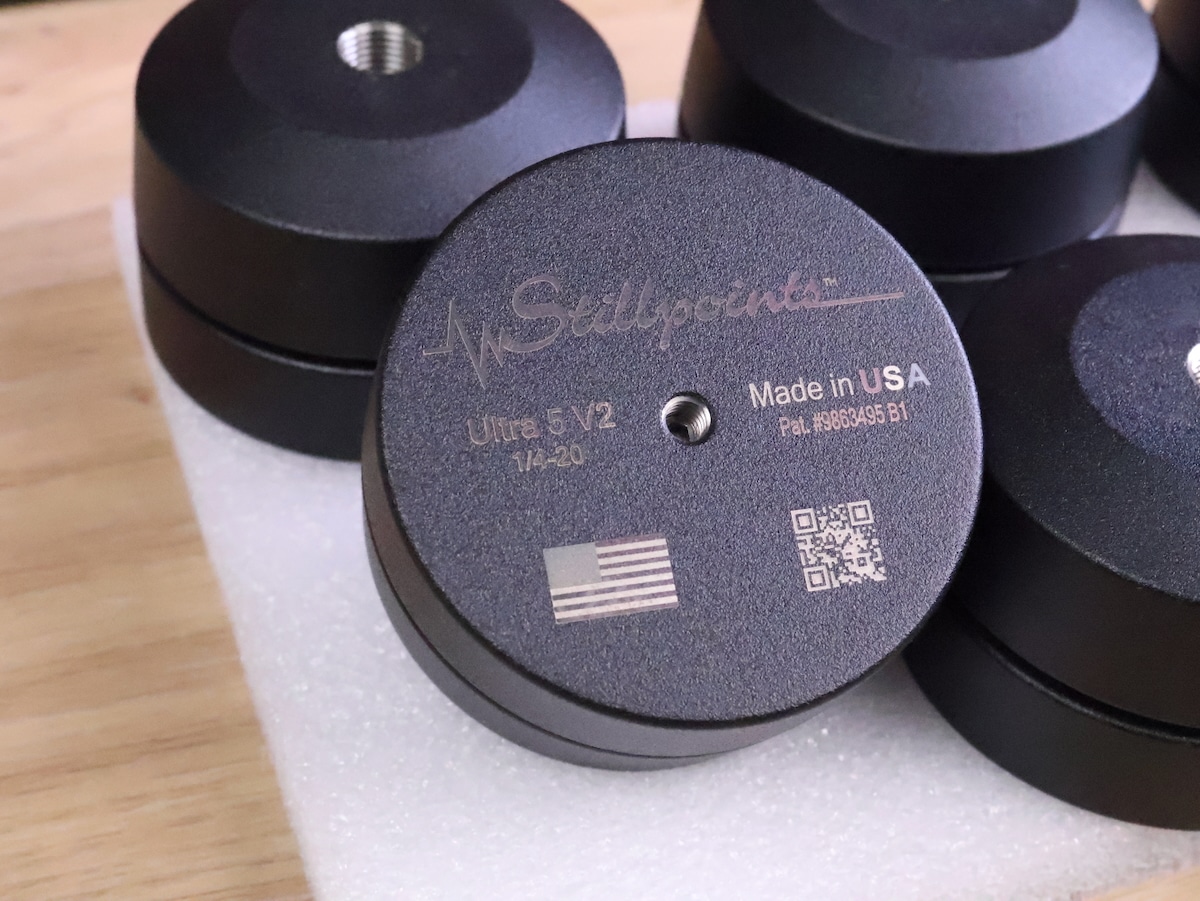 Stillpoints™
Made in USA
Pat. #9863495 B1
Ultra 5 V2
1/4-20